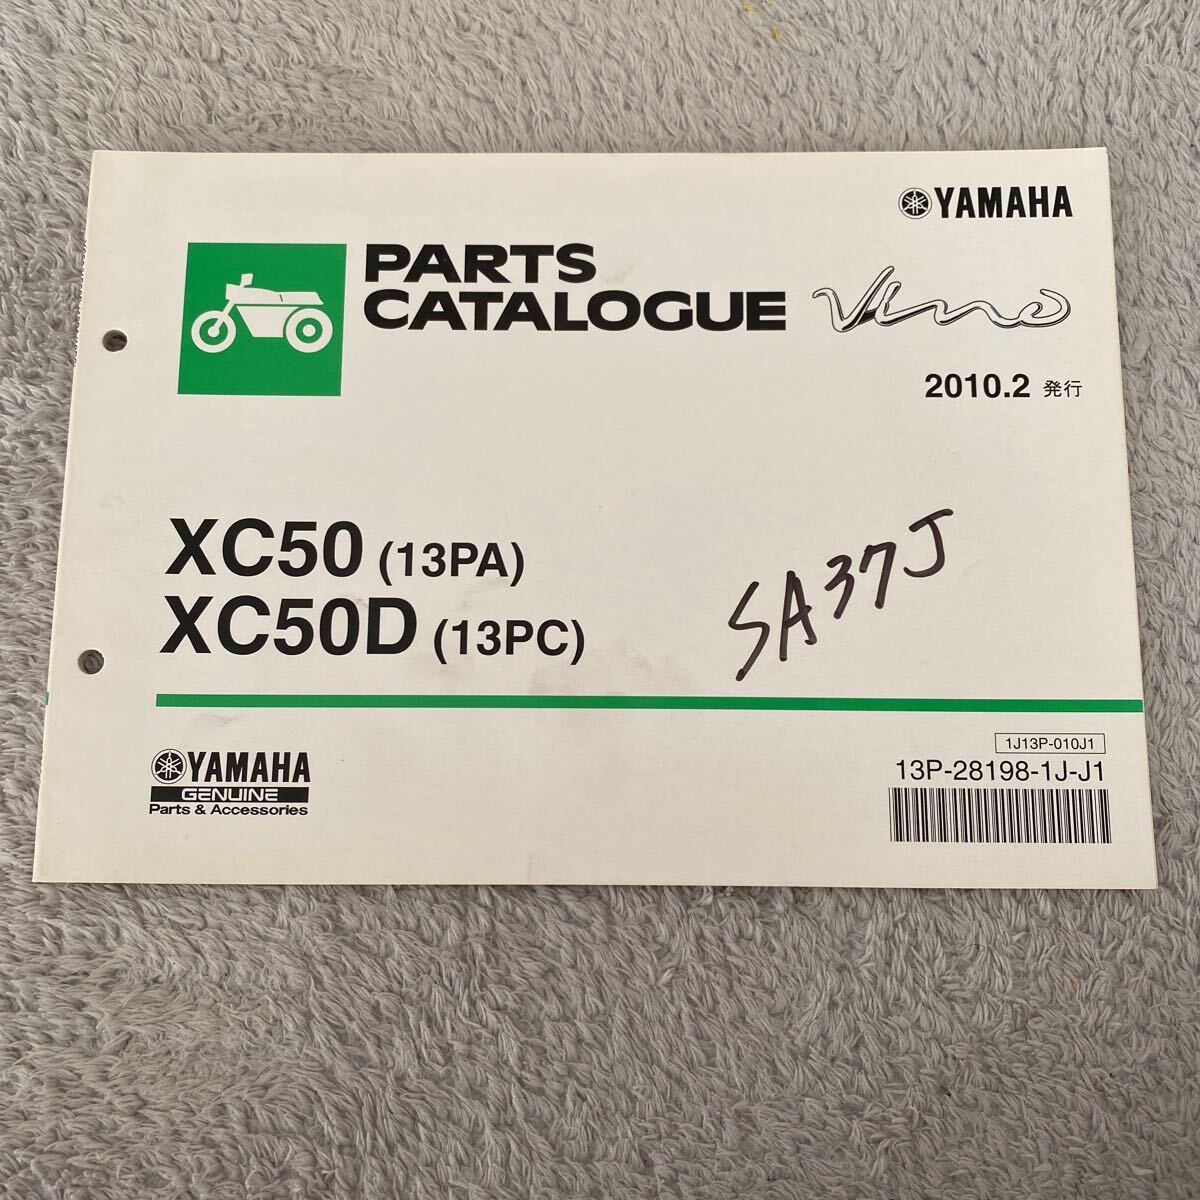 YAMAHA
PARTS
CATALOGUE
Vino
2010.2 発行
XC50 (13PA)
XC50D (13PC)
SA37J
1J13P-010J1
13P-28198-1J-J1
YAMAHA
GENUINE
Parts & Accessories